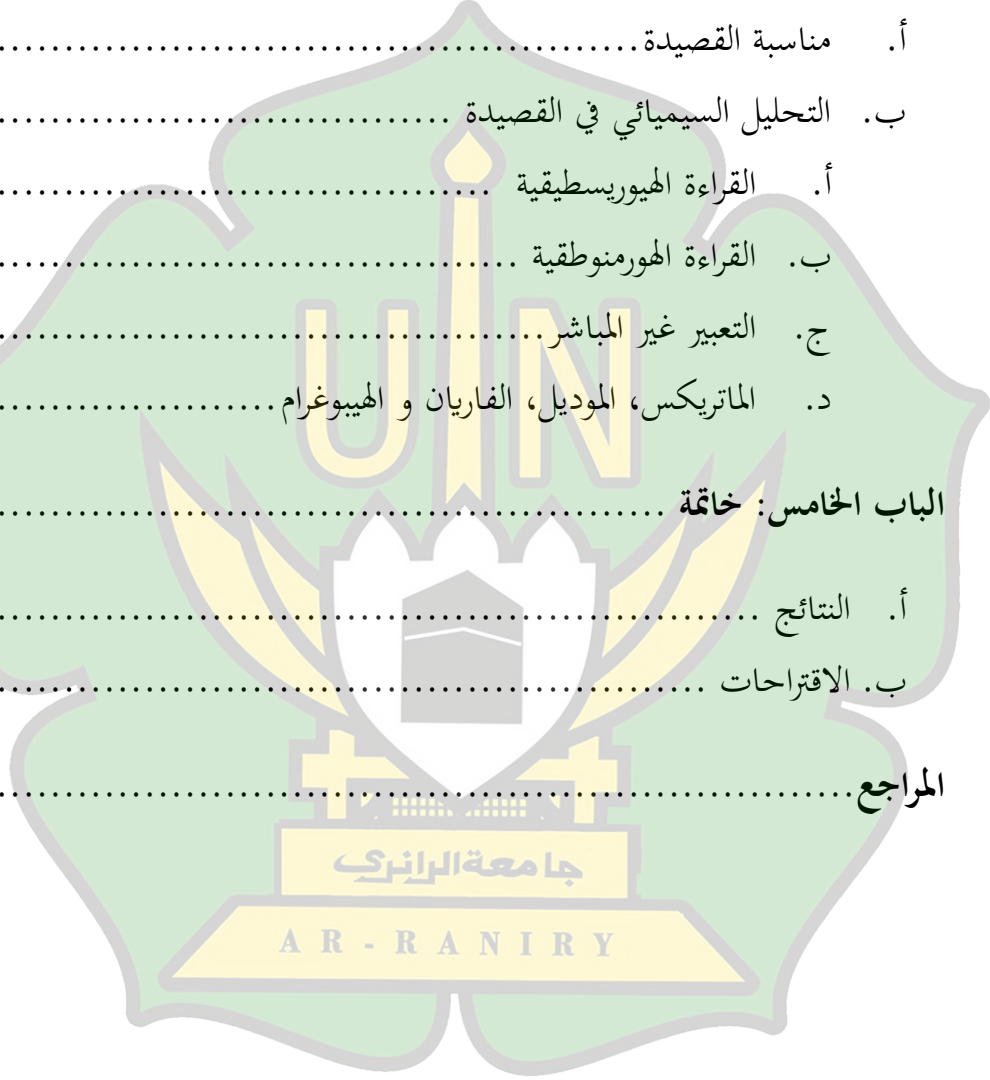 أ. مناسبة القصيدة................................................
ب. التحليل السيميائي في القصيدة ..................................
أ. القراءة الهيوريسطيقية ........................................
ب. القراءة الهورمنوطقية ......................................
ج. التعبير غير المباشر............................................
د. الماتريكس، الموديل، الفاريان و الهيبوغرام.....................
UIN
الباب الخامس: خاتمة ..................................................
أ. النتائج ........................................................
ب. الاقتراحات ....................................................
المراجع...............................................................
جامعة الرانري
AR-RANIRY